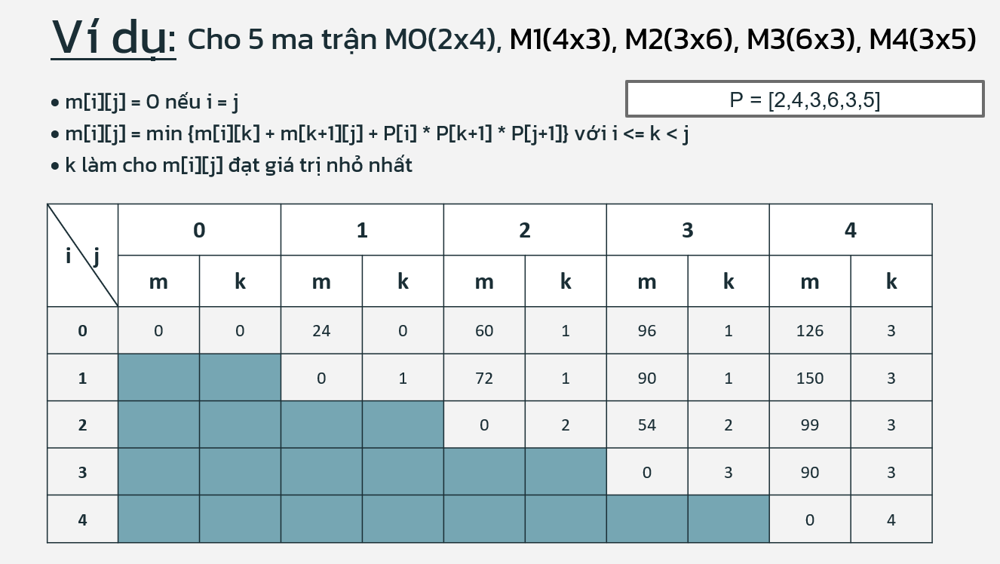 Ví dụ: Cho 5 ma trận M0(2x4), M1(4x3), M2(3x6), M3(6x3), M4(3x5)
• m[i][j] = 0 nếu i = j
P = [2,4,3,6,3,5]
• m[i][j] = min {m[i][k] + m[k+1][j] + P[i] * P[k+1] * P[j+1]} với i <= k < j
• k làm cho m[i][j] đạt giá trị nhỏ nhất
i j 0 1 2 3 4
m k m k m k m k m k
0 0 0 24 0 60 1 96 1 126 3
1 0 1 72 1 90 1 150 3
2 0 2 54 2 99 3
3 0 3 90 3
4 0 4